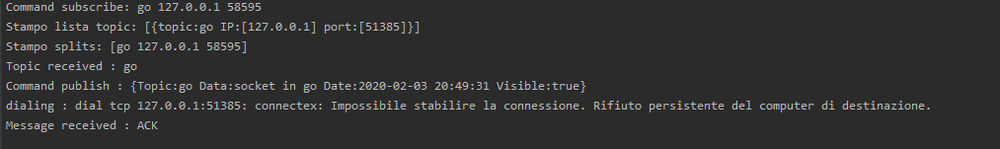 Command subscribe: go 127.0.0.1 58595
Stampo lista topic: [{topic:go IP:[127.0.0.1] port:[51385]}]
Stampo splits: [go 127.0.0.1 58595]
Topic received : go
Command publish : {Topic:go Data:socket in go Date:2020-02-03 20:49:31 Visible:true}
dialing : dial tcp 127.0.0.1:51385: connectex: Impossibile stabilire la connessione. Rifiuto persistente del computer di destinazione.
Message received : ACK